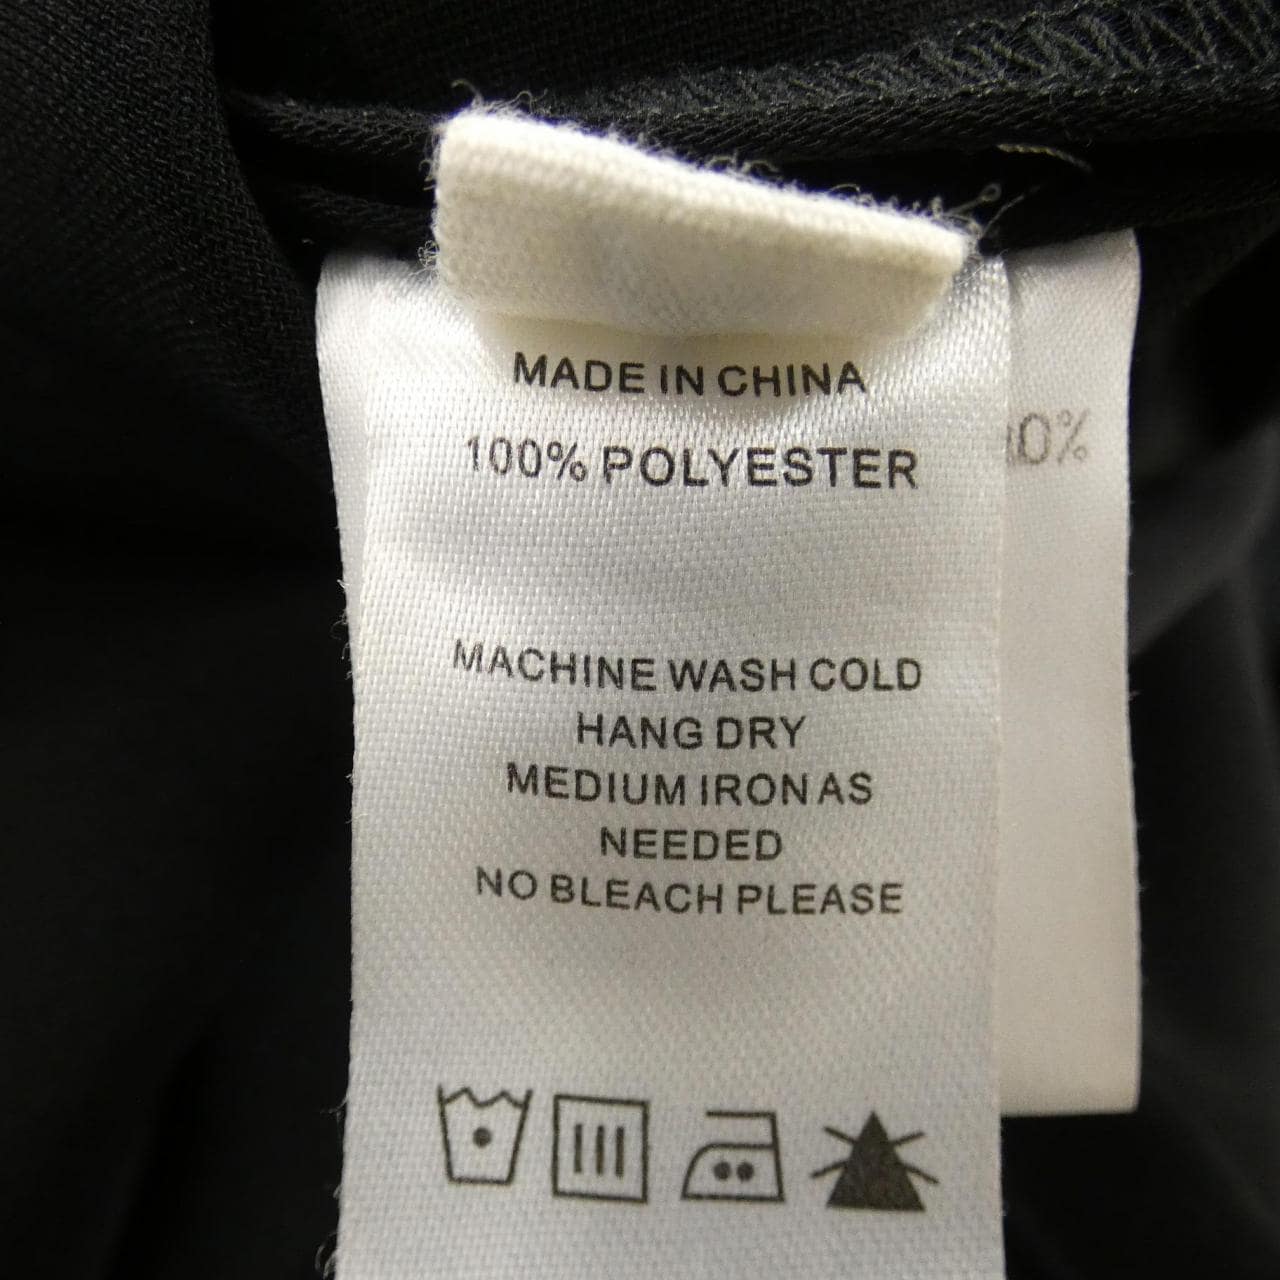 MADE IN CHINA
100% POLYESTER
MACHINE WASH COLD
HANG DRY
MEDIUM IRON AS
NEEDED
NO BLEACH PLEASE